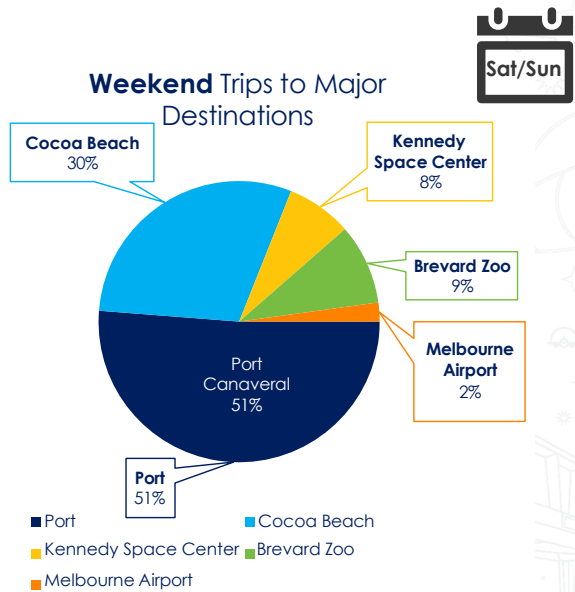 Sat/Sun
Weekend Trips to Major
Destinations
Cocoa Beach
30%
Kennedy
Space Center
8%
Brevard Zoo
9%
Melbourne
Airport
2%
Port
Canaveral
51%
Port
51%
Port
Cocoa Beach
Kennedy Space Center
Brevard Zoo
Melbourne Airport